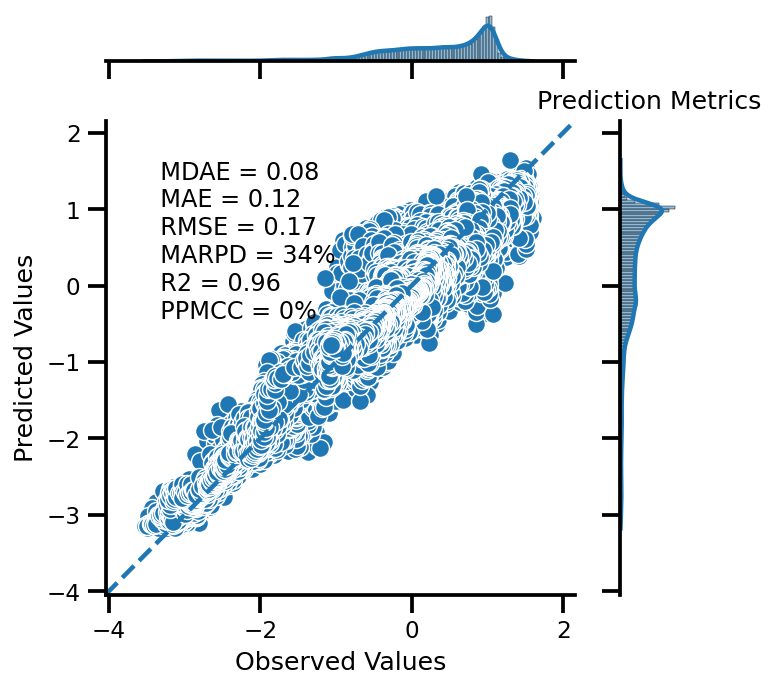 Prediction Metrics
2
MDAE = 0.08
MAE = 0.12
1
RMSE = 0.17
MARPD = 34%
R2 = 0.96
0
PPMCC = 0%
−1
−2
−3
−4
Predicted Values
−4 −2 0 2
Observed Values